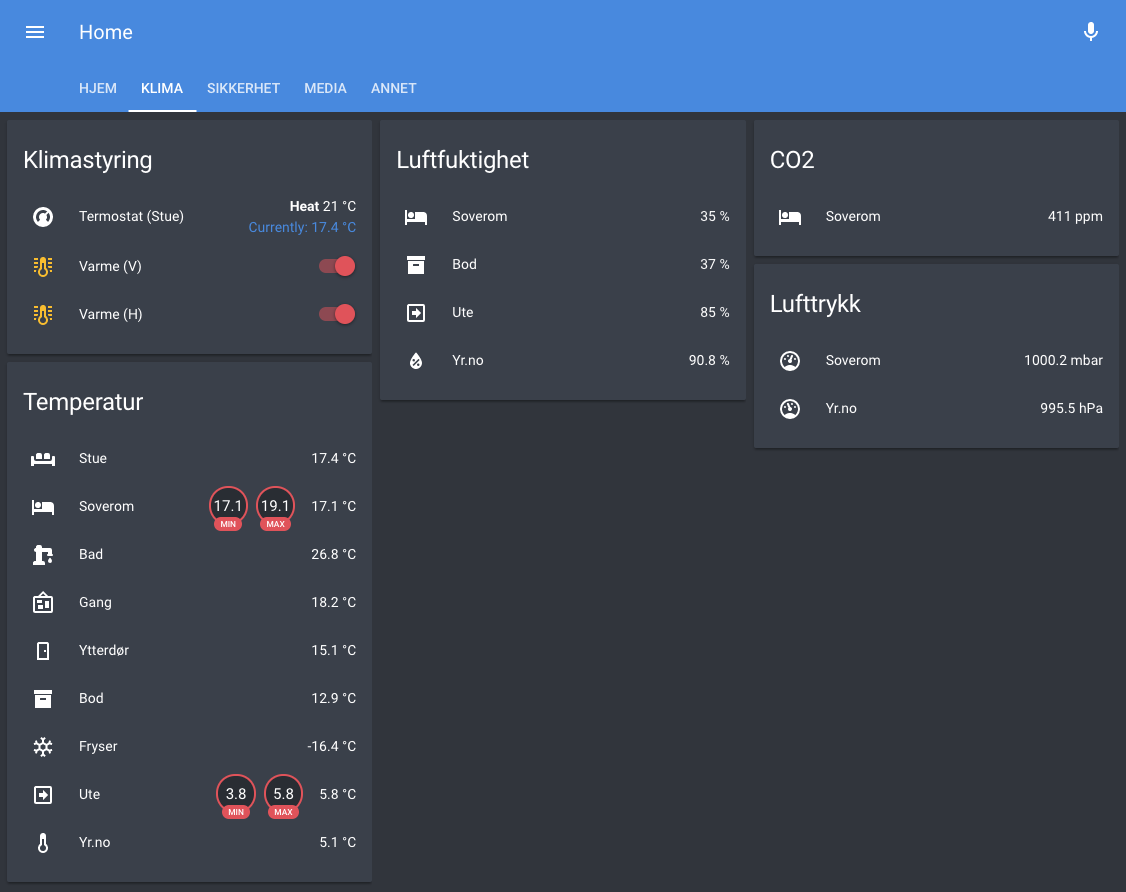 Home
HJEM KLIMA SIKKERHET MEDIA ANNET
Klimastyring
Termostat (Stue) Heat 21 °C
Currently: 17.4 °C
Varme (V)
Varme (H)
Temperatur
Stue 17.4 °C
Soverom 17.1 MIN 19.1 MAX 17.1 °C
Bad 26.8 °C
Gang 18.2 °C
Ytterdør 15.1 °C
Bod 12.9 °C
Fryser -16.4 °C
Ute 3.8 MIN 5.8 MAX 5.8 °C
Yr.no 5.1 °C
Luftfuktighet
Soverom 35 %
Bod 37 %
Ute 85 %
Yr.no 90.8 %
CO2
Soverom 411 ppm
Lufttrykk
Soverom 1000.2 mbar
Yr.no 995.5 hPa